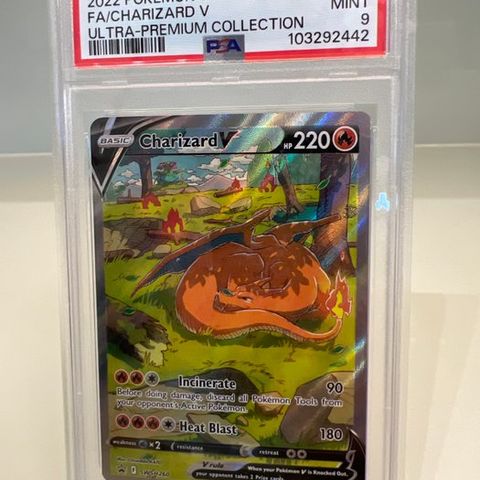 2022 POKEMON
MINT
FA/CHARIZARD V
9
ULTRA-PREMIUM COLLECTION
PSA
103292442
BASIC
Charizard V
HP 220
Incinerate 90
Before doing damage, discard all Pokémon Tools from
your opponent's Active Pokémon.
Heat Blast 180
weakness ×2 resistance retreat
V rule
When your Pokémon V is Knocked Out,
your opponent takes 2 Prize cards.
SWSH260